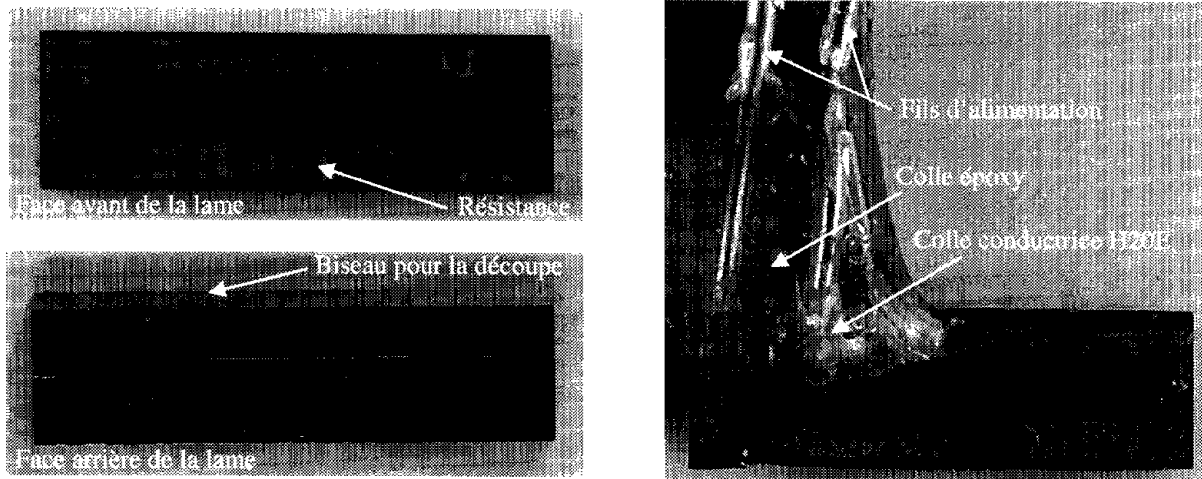 Résistance
Face avant de la lame
Biseau pour la découpe
Face arrière de la lame
Fils d'alimentation
Colle époxy
Colle conductrice H20E